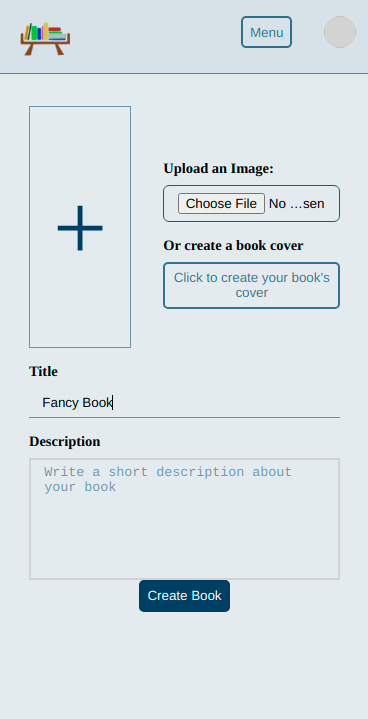 Menu
Upload an Image:
Choose File No ...sen
Or create a book cover
Click to create your book's
cover
Title
Fancy Book
Description
Write a short description about
your book
Create Book